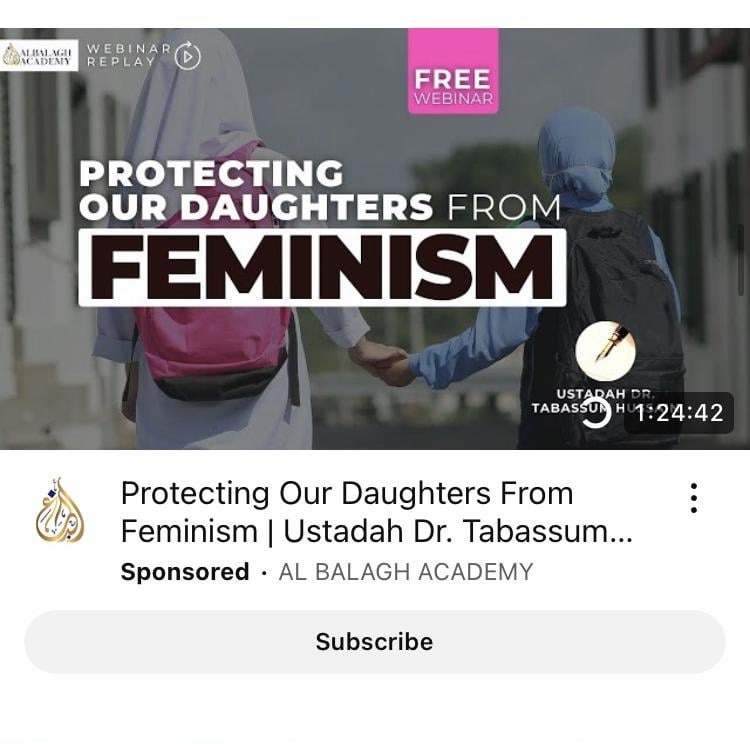 ALBALAGH
ACADEMY
WEBINAR
REPLAY
FREE
WEBINAR
PROTECTING
OUR DAUGHTERS FROM
FEMINISM
USTADAH DR.
TABASSUM
1:24:42
Protecting Our Daughters From
Feminism | Ustadah Dr. Tabassum...
Sponsored · AL BALAGH ACADEMY
Subscribe